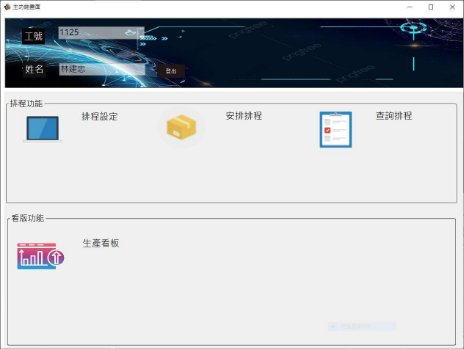 主功能畫面
工號 1125
姓名 林建忠
登出
排程功能
排程設定 安排排程 查詢排程
看版功能
生產看板